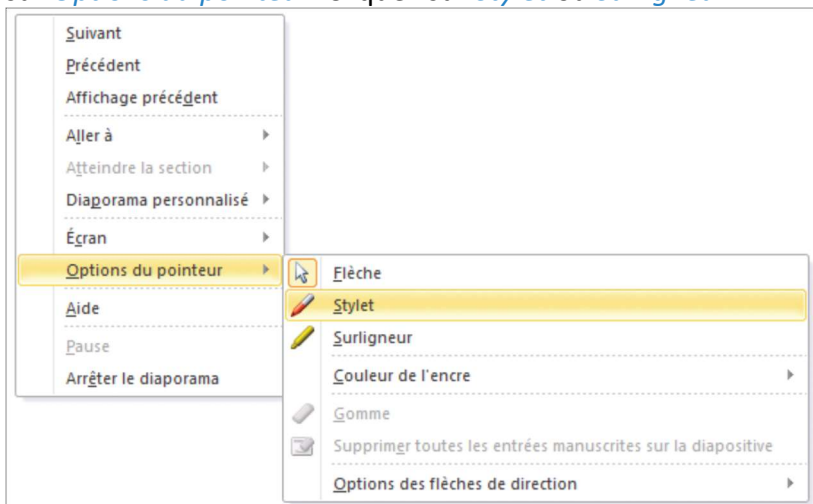 Suivant
Précédent
Affichage précédent
Aller à
Atteindre la section
Diaporama personnalisé
Écran
Options du pointeur
Aide
Pause
Arrêter le diaporama
Flèche
Stylet
Surligneur
Couleur de l'encre
Gomme
Supprimer toutes les entrées manuscrites sur la diapositive
Options des flèches de direction